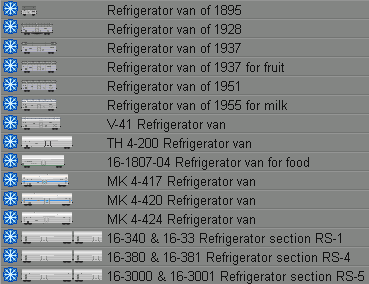 Refrigerator van of 1895
Refrigerator van of 1928
Refrigerator van of 1937
Refrigerator van of 1937 for fruit
Refrigerator van of 1951
Refrigerator van of 1955 for milk
V-41 Refrigerator van
TH 4-200 Refrigerator van
16-1807-04 Refrigerator van for food
MK 4-417 Refrigerator van
MK 4-420 Refrigerator van
MK 4-424 Refrigerator van
16-340 & 16-33 Refrigerator section RS-1
16-380 & 16-381 Refrigerator section RS-4
16-3000 & 16-3001 Refrigerator section RS-5